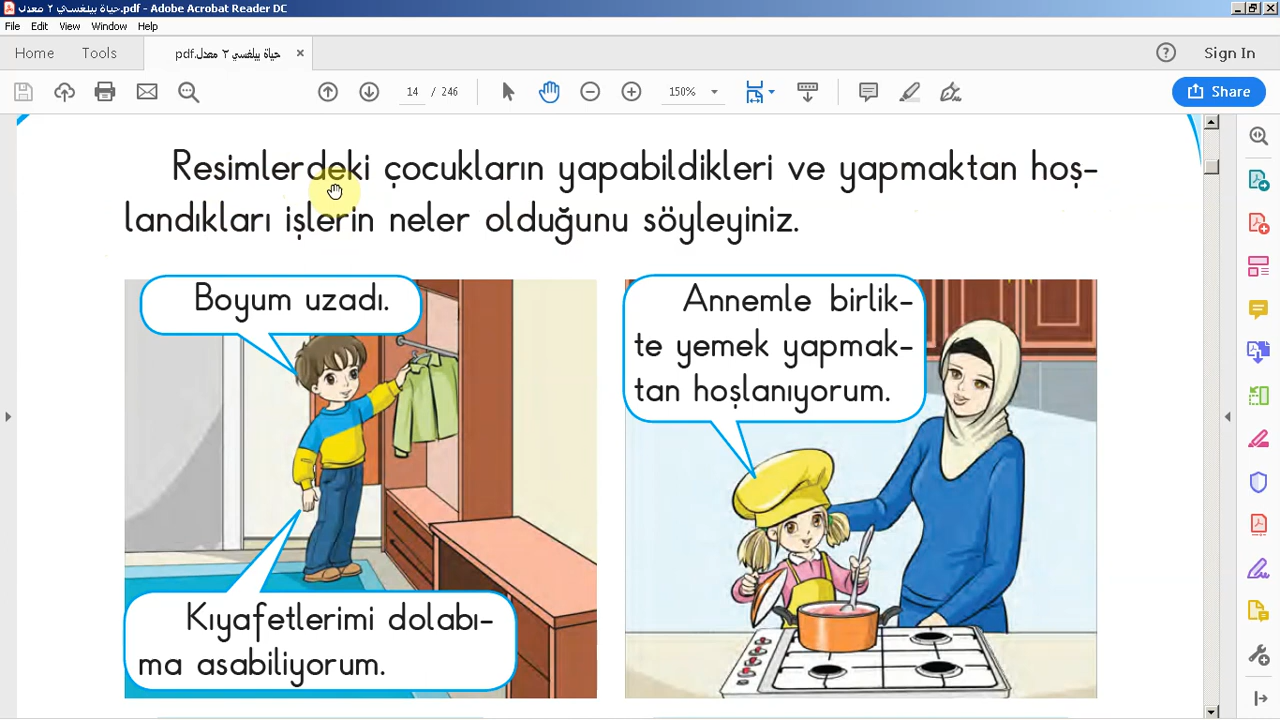 حياة بيلغسي ٢ معدل.pdf - Adobe Acrobat Reader DC
File Edit View Window Help
Home Tools حياة بيلغسي ٢ معدل.pdf × Sign In
14 / 246 150% Share
Resimlerdeki çocukların yapabildikleri ve yapmaktan hoş-
landıkları işlerin neler olduğunu söyleyiniz.
Boyum uzadı.
Kıyafetlerimi dolabı-
ma asabiliyorum.
Annemle birlik-
te yemek yapmak-
tan hoşlanıyorum.